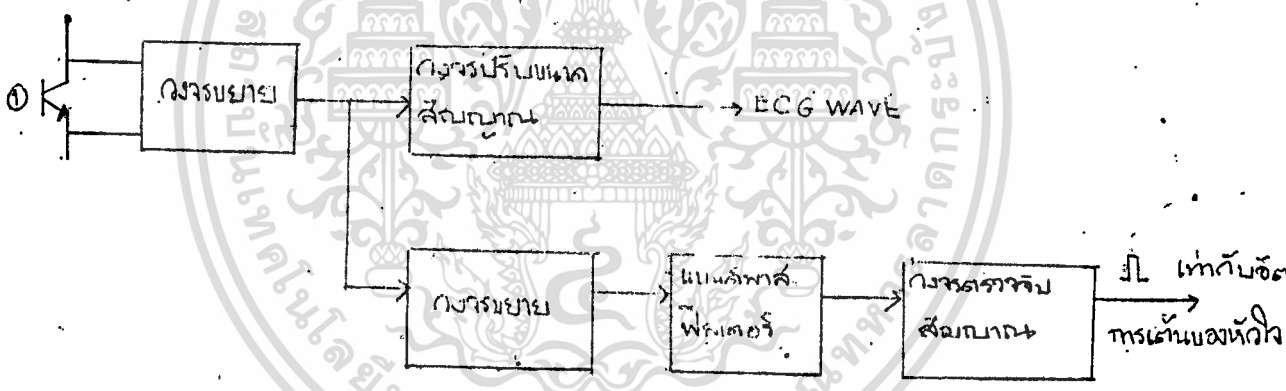 ①
วงจรขยาย
วงจรปรับขนาด
สัญญาณ
ECG WAVE
วงจรขยาย
แบนด์พาส
ฟิลเตอร์
วงจรตรวจจับ
สัญญาณ
เท่ากับอัต
การเต้นของหัวใจ